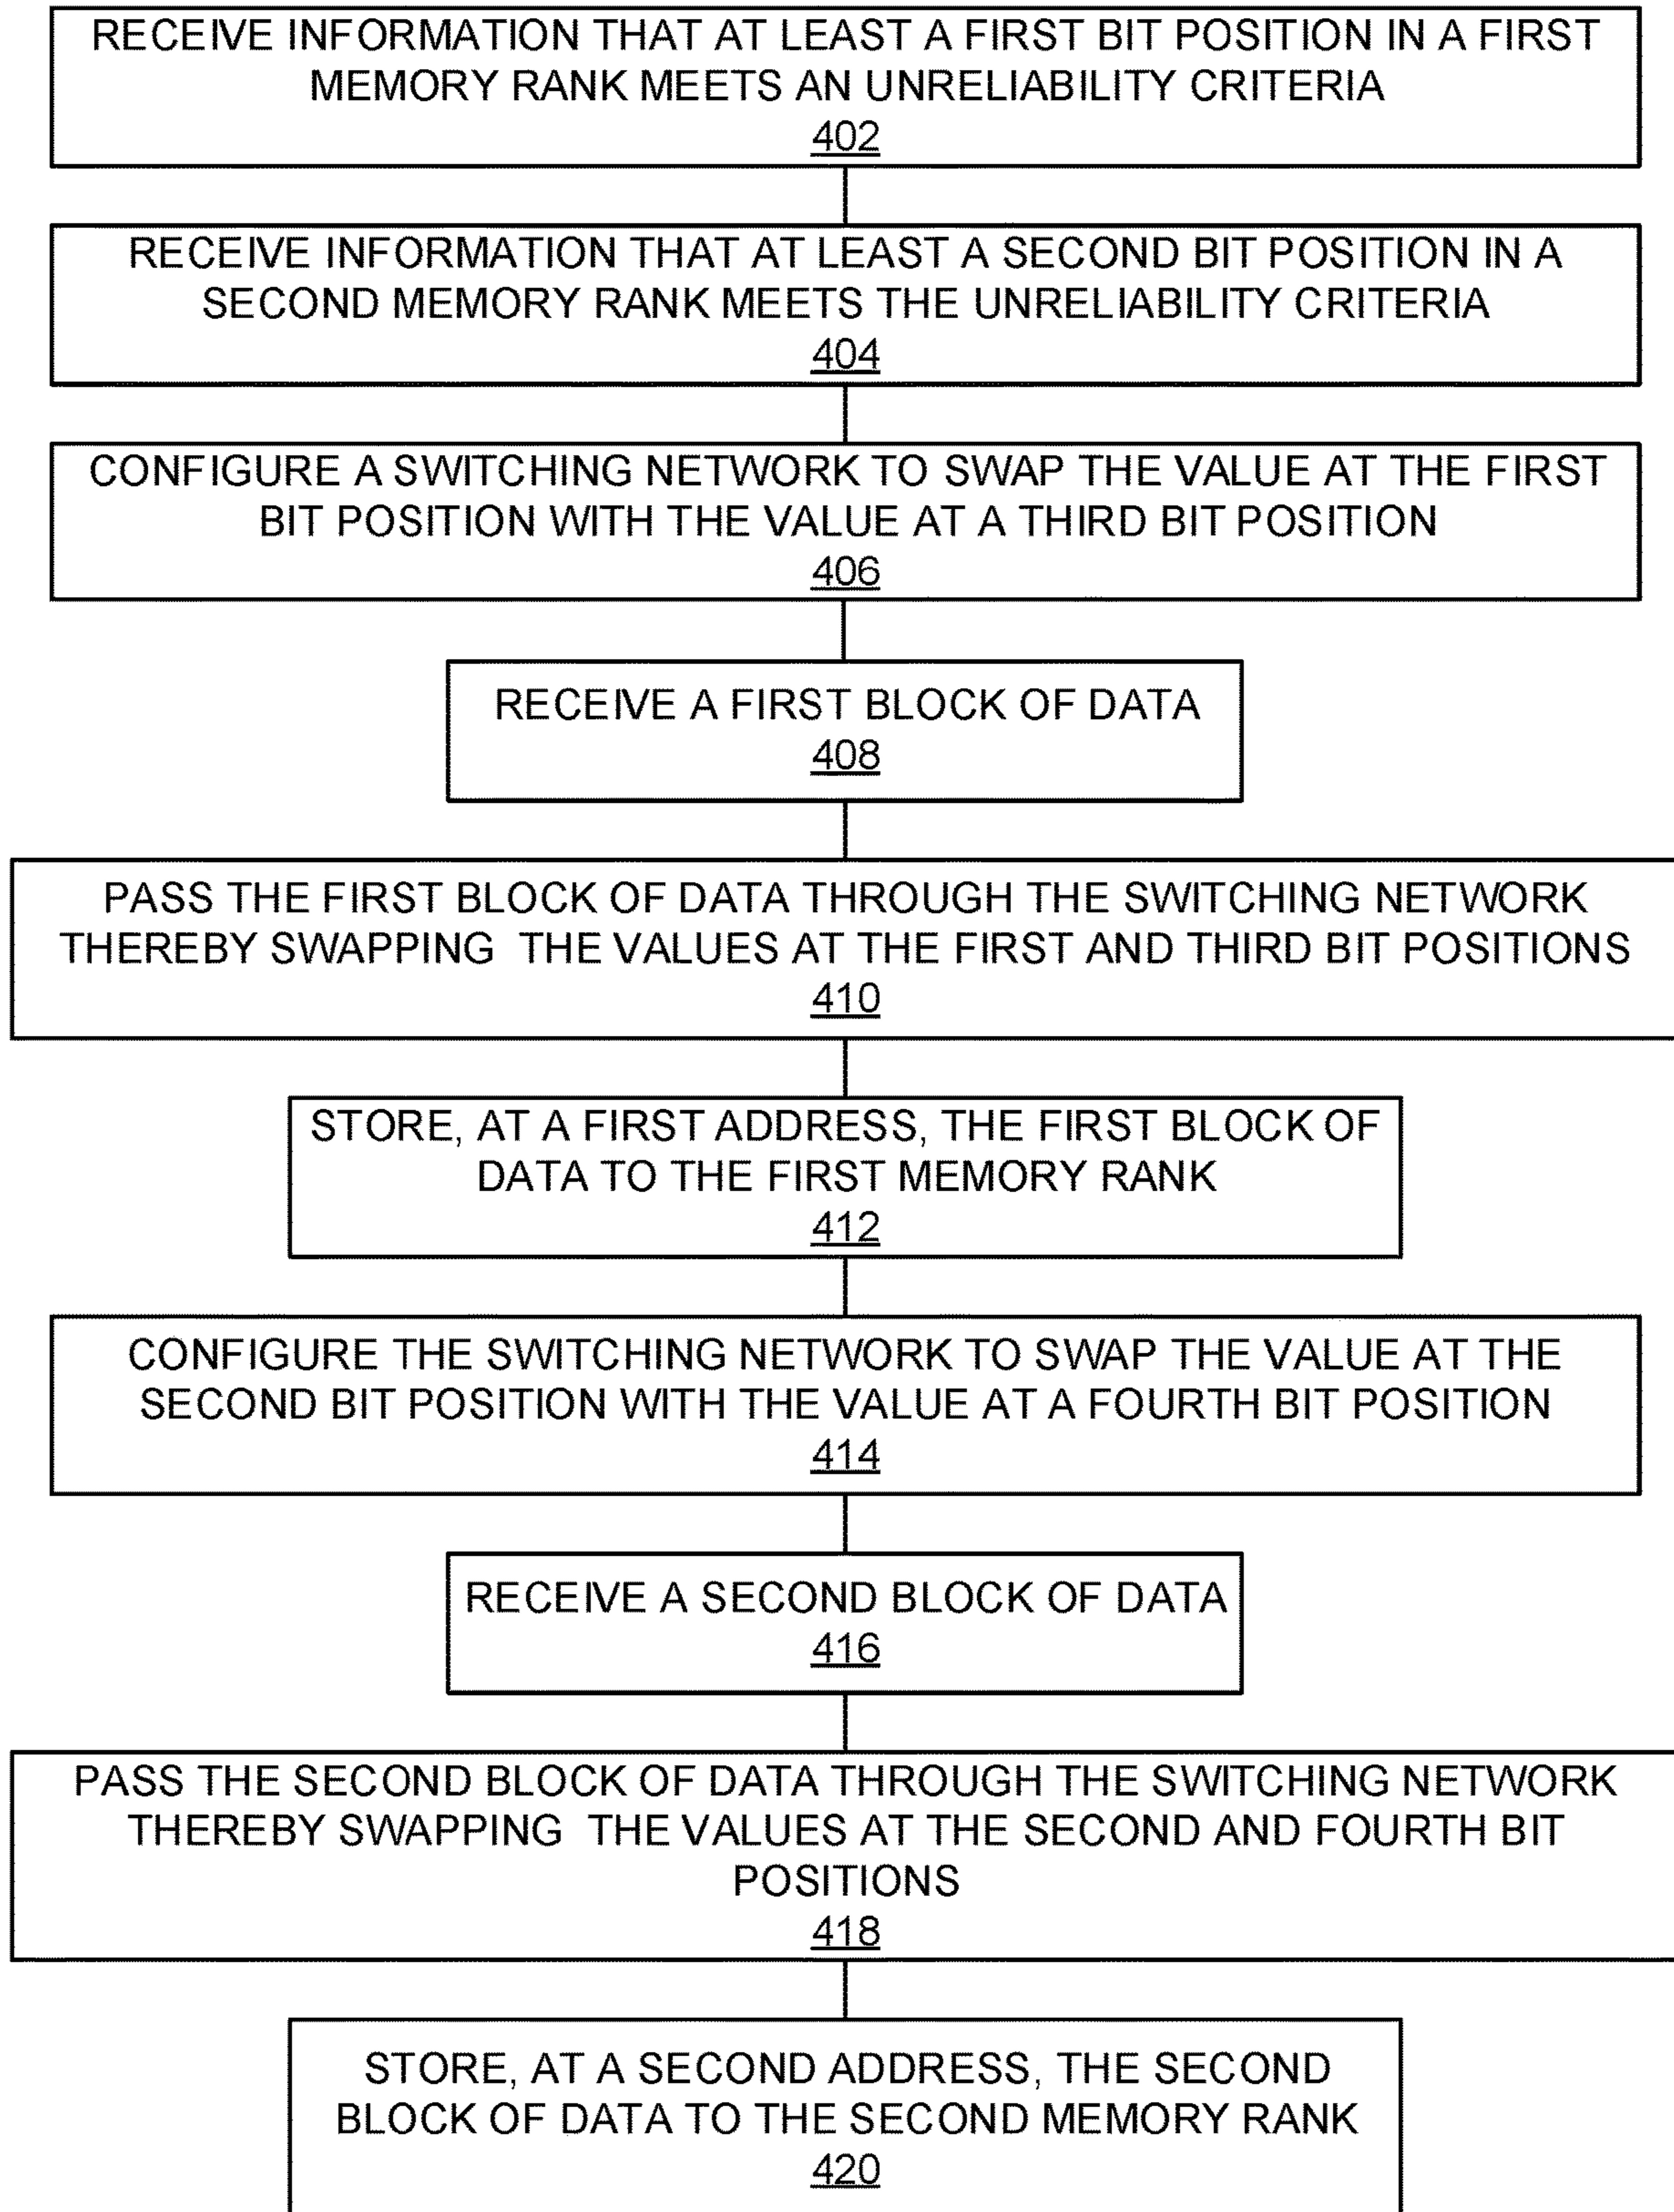 RECEIVE INFORMATION THAT AT LEAST A FIRST BIT POSITION IN A FIRST
MEMORY RANK MEETS AN UNRELIABILITY CRITERIA
402
RECEIVE INFORMATION THAT AT LEAST A SECOND BIT POSITION IN A
SECOND MEMORY RANK MEETS THE UNRELIABILITY CRITERIA
404
CONFIGURE A SWITCHING NETWORK TO SWAP THE VALUE AT THE FIRST
BIT POSITION WITH THE VALUE AT A THIRD BIT POSITION
406
RECEIVE A FIRST BLOCK OF DATA
408
PASS THE FIRST BLOCK OF DATA THROUGH THE SWITCHING NETWORK
THEREBY SWAPPING THE VALUES AT THE FIRST AND THIRD BIT POSITIONS
410
STORE, AT A FIRST ADDRESS, THE FIRST BLOCK OF
DATA TO THE FIRST MEMORY RANK
412
CONFIGURE THE SWITCHING NETWORK TO SWAP THE VALUE AT THE
SECOND BIT POSITION WITH THE VALUE AT A FOURTH BIT POSITION
414
RECEIVE A SECOND BLOCK OF DATA
416
PASS THE SECOND BLOCK OF DATA THROUGH THE SWITCHING NETWORK
THEREBY SWAPPING THE VALUES AT THE SECOND AND FOURTH BIT
POSITIONS
418
STORE, AT A SECOND ADDRESS, THE SECOND
BLOCK OF DATA TO THE SECOND MEMORY RANK
420